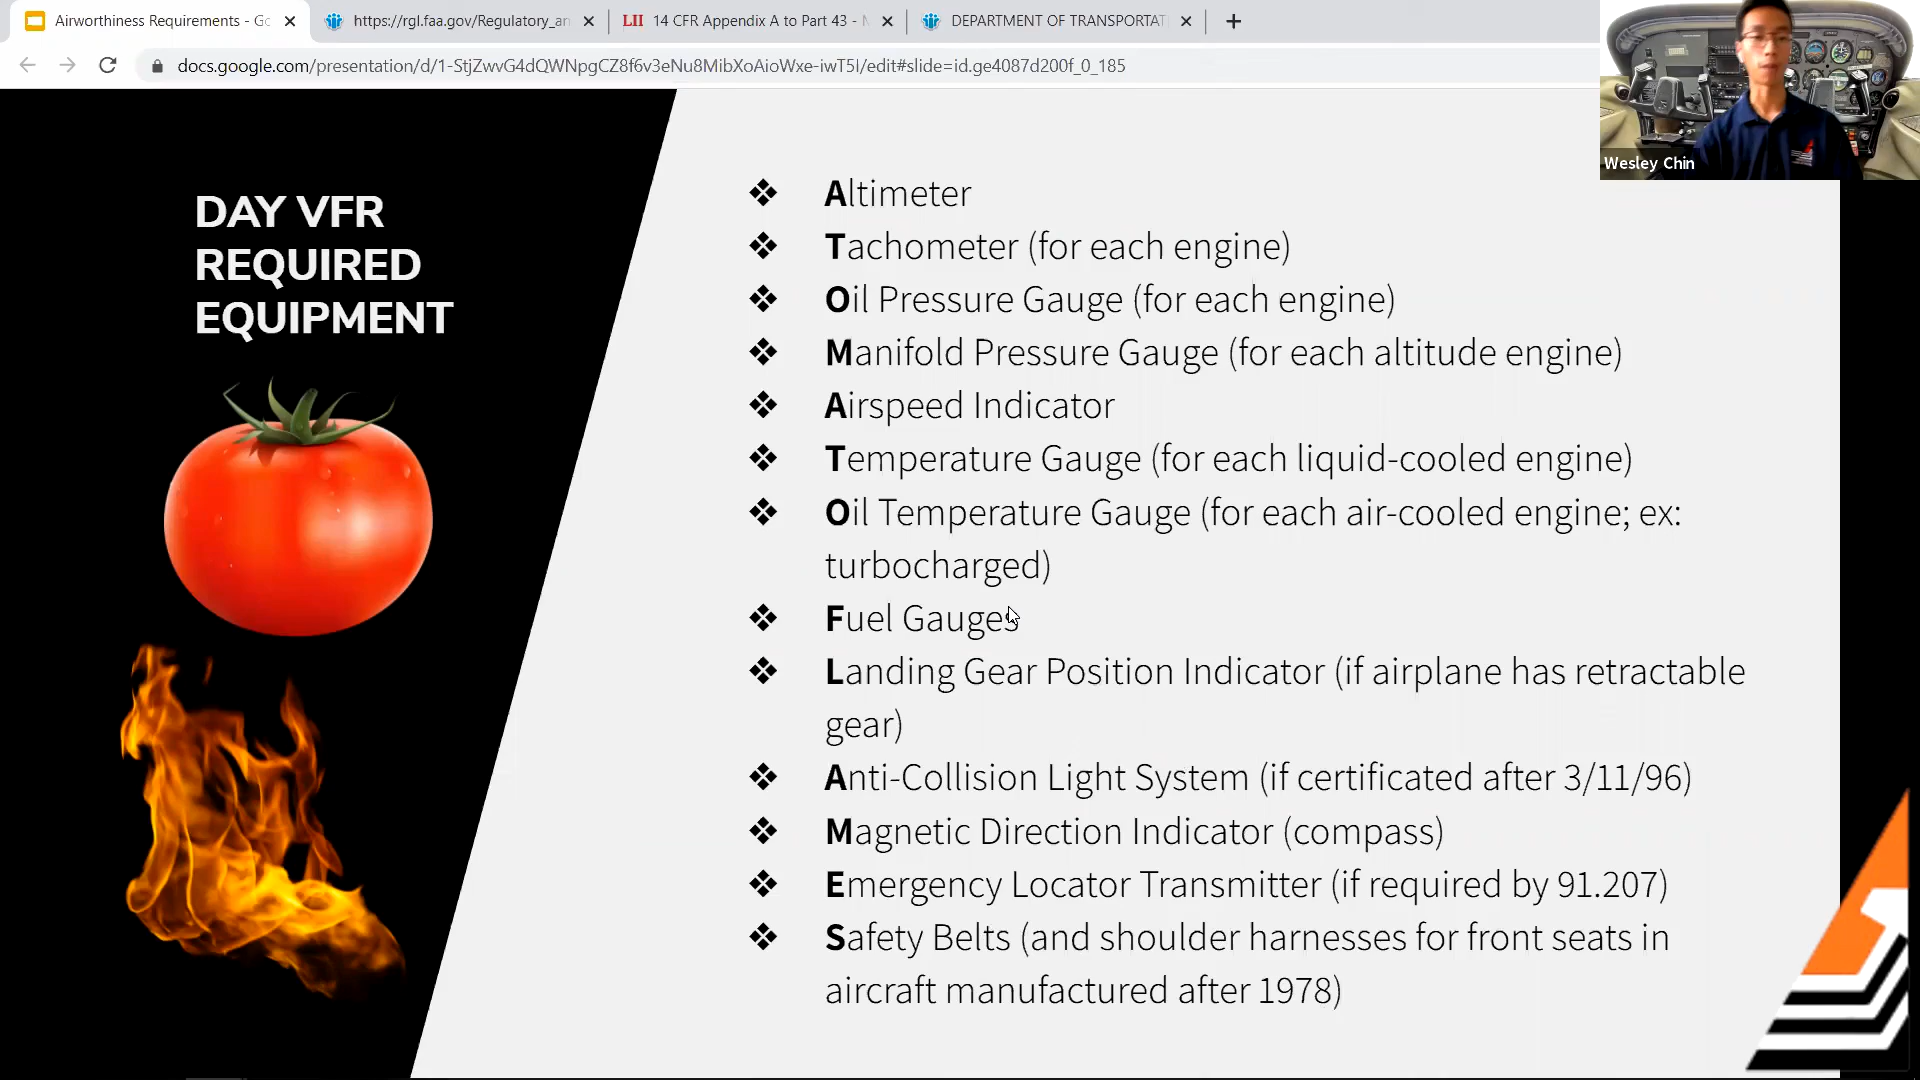 Airworthiness Requirements - Go
https://rgl.faa.gov/Regulatory_an
LII 14 CFR Appendix A to Part 43 - M
DEPARTMENT OF TRANSPORTAT
docs.google.com/presentation/d/1-StjZwvG4dQWNpgCZ8f6v3eNu8MibXoAioWxe-iwT5I/edit#slide=id.ge4087d200f_0_185
Wesley Chin
DAY VFR
REQUIRED
EQUIPMENT
❖ Altimeter
❖ Tachometer (for each engine)
❖ Oil Pressure Gauge (for each engine)
❖ Manifold Pressure Gauge (for each altitude engine)
❖ Airspeed Indicator
❖ Temperature Gauge (for each liquid-cooled engine)
❖ Oil Temperature Gauge (for each air-cooled engine; ex:
turbocharged)
❖ Fuel Gauges
❖ Landing Gear Position Indicator (if airplane has retractable
gear)
❖ Anti-Collision Light System (if certificated after 3/11/96)
❖ Magnetic Direction Indicator (compass)
❖ Emergency Locator Transmitter (if required by 91.207)
❖ Safety Belts (and shoulder harnesses for front seats in
aircraft manufactured after 1978)